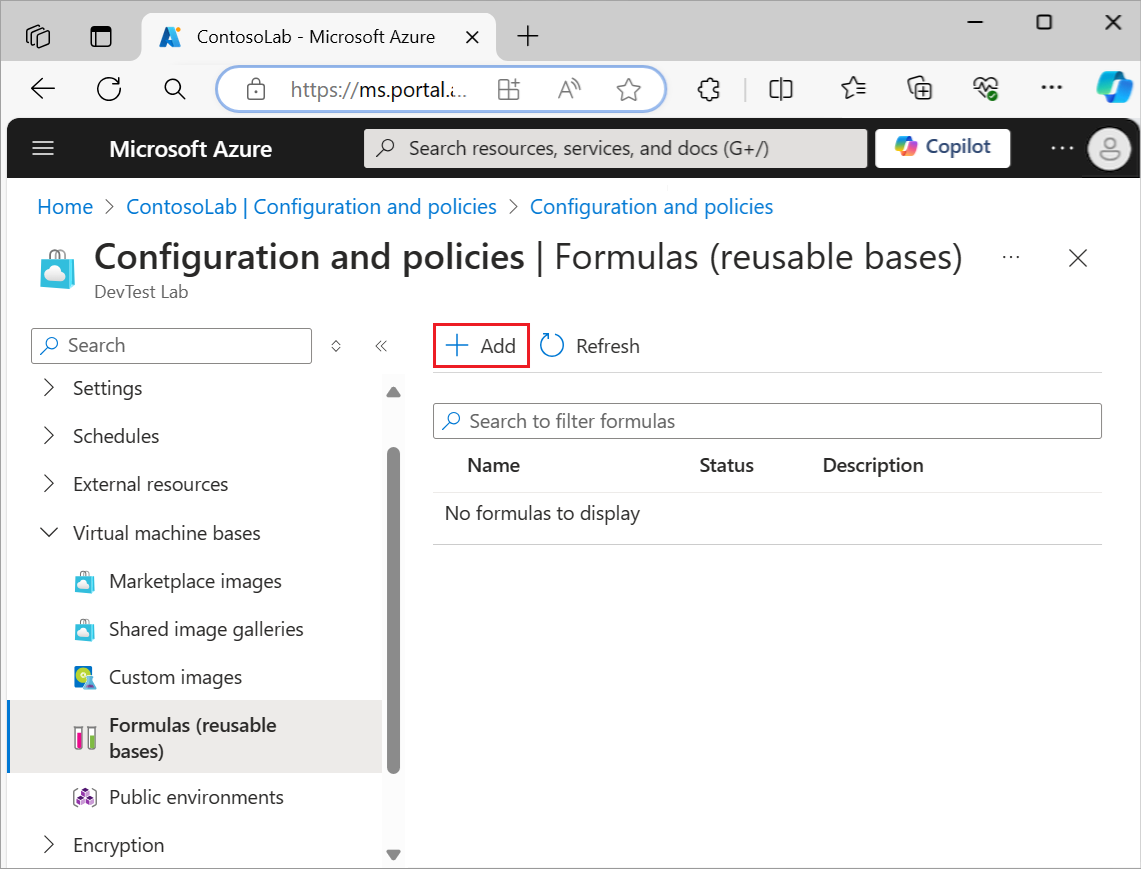 ContosoLab - Microsoft Azure
https://ms.portal.a...
Microsoft Azure
Search resources, services, and docs (G+/)
Copilot
Home > ContosoLab | Configuration and policies > Configuration and policies
Configuration and policies | Formulas (reusable bases)
DevTest Lab
Search
Add
Refresh
Settings
Schedules
External resources
Virtual machine bases
Marketplace images
Shared image galleries
Custom images
Formulas (reusable
bases)
Public environments
Encryption
Search to filter formulas
Name Status Description
No formulas to display